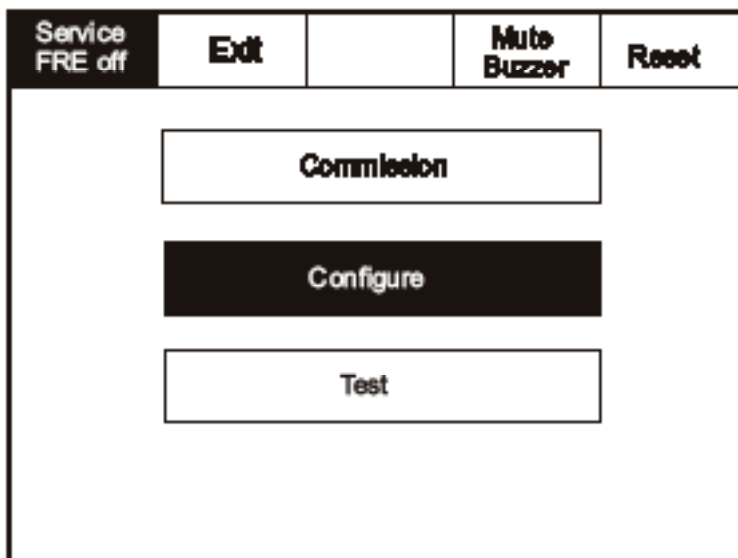 Service
FRE off
Exit
Mute
Buzzer
Reset
Commission
Configure
Test